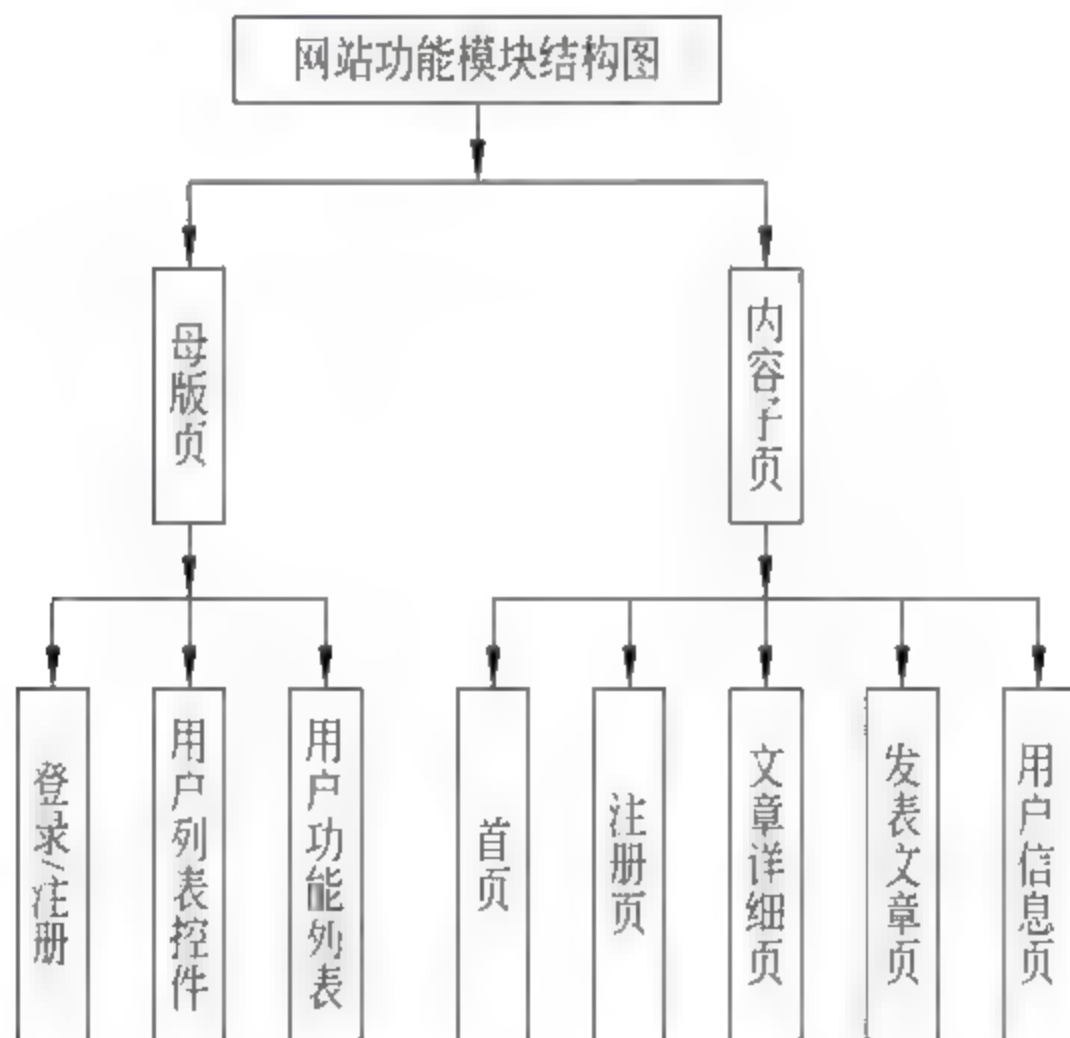 网站功能模块结构图
母版页
内容子页
登录/注册
用户列表控件
用户功能列表
首页
注册页
文章详细页
发表文章页
用户信息页